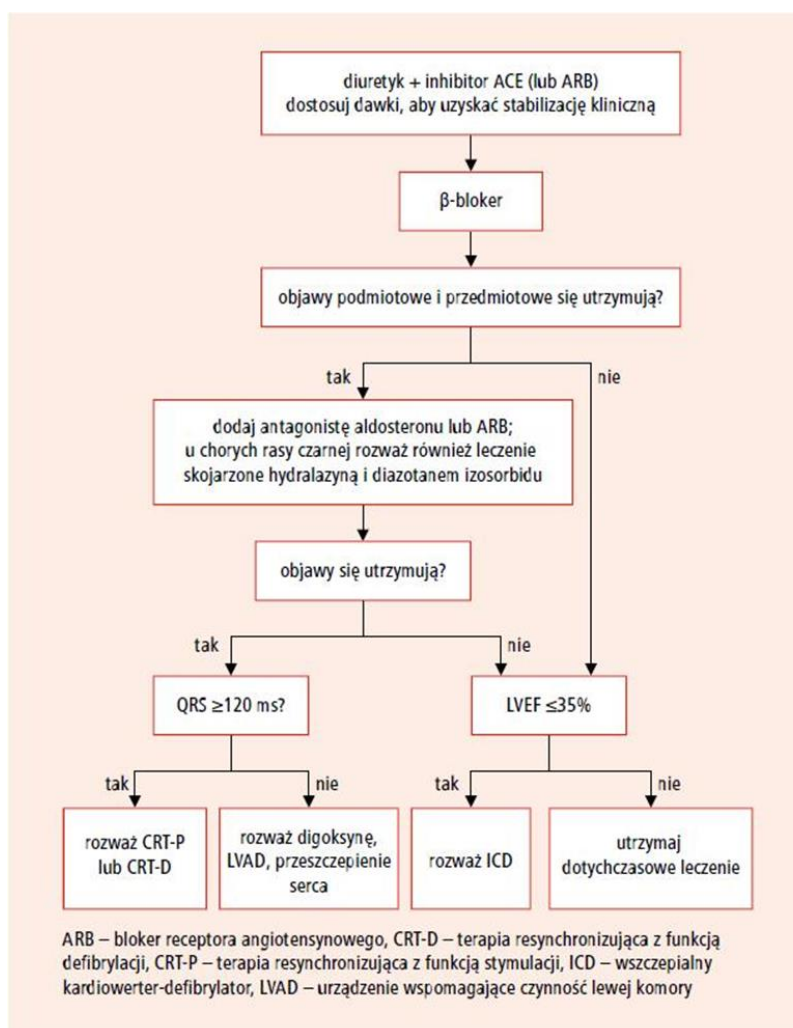 diuretyk + inhibitor ACE (lub ARB)
dostosuj dawki, aby uzyskać stabilizację kliniczną
β-bloker
objawy podmiotowe i przedmiotowe się utrzymują?
tak
nie
dodaj antagonistę aldosteronu lub ARB;
u chorych rasy czarnej rozważ również leczenie
skojarzone hydralazyną i diazotanem izosorbidu
objawy się utrzymują?
tak
nie
QRS ≥120 ms?
LVEF ≤35%
tak
nie
tak
nie
rozważ CRT-P
lub CRT-D
rozważ digoksynę,
LVAD, przeszczepienie
serca
rozważ ICD
utrzymaj
dotychczasowe leczenie
ARB – bloker receptora angiotensynowego, CRT-D – terapia resynchronizująca z funkcją
defibrylacji, CRT-P – terapia resynchronizująca z funkcją stymulacji, ICD – wszczepialny
kardiowerter-defibrylator, LVAD – urządzenie wspomagające czynność lewej komory